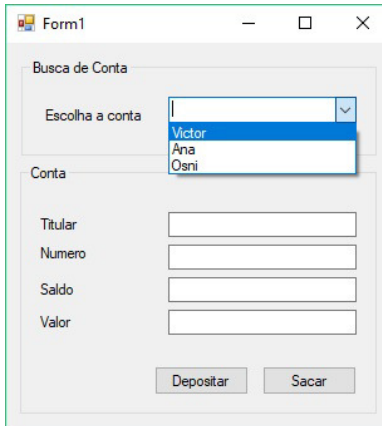 Form1
Busca de Conta
Escolha a conta
Victor
Ana
Osni
Conta
Titular
Numero
Saldo
Valor
Depositar Sacar